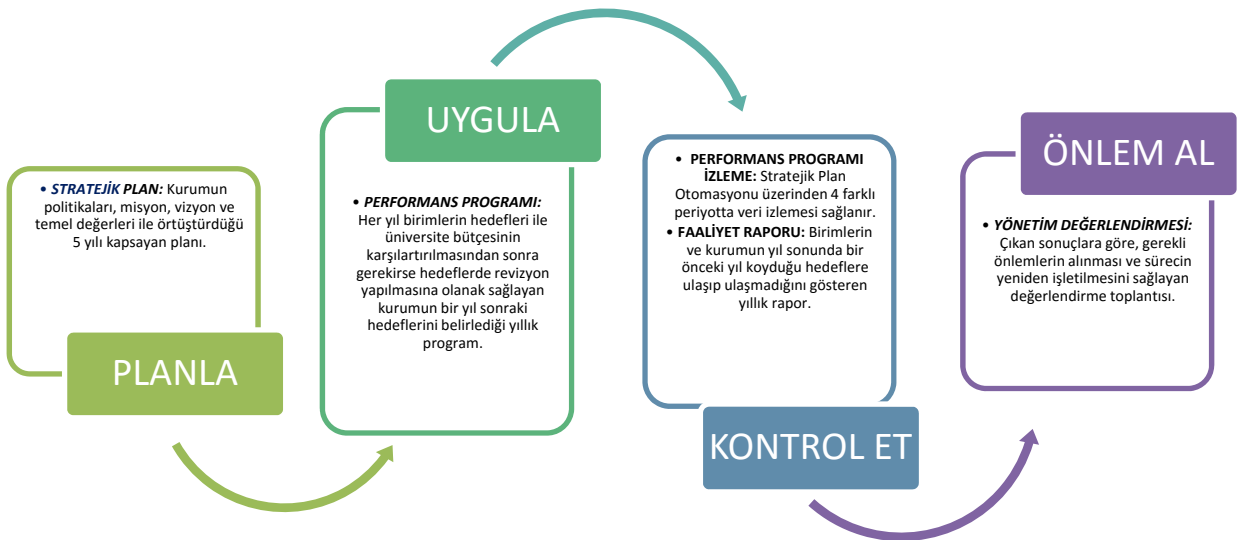 • STRATEJİK PLAN: Kurumun
politikaları, misyon, vizyon ve
temel değerleri ile örtüştürdüğü
5 yılı kapsayan planı.
PLANLA
UYGULA
• PERFORMANS PROGRAMI:
Her yıl birimlerin hedefleri ile
üniversite bütçesinin
karşılartırılmasından sonra
gerekirse hedeflerde revizyon
yapılmasına olanak sağlayan
kurumun bir yıl sonraki
hedeflerini belirlediği yıllık
program.
• PERFORMANS PROGRAMI
İZLEME: Stratejik Plan
Otomasyonu üzerinden 4 farklı
periyotta veri izlemesi sağlanır.
• FAALİYET RAPORU: Birimlerin
ve kurumun yıl sonunda bir
önceki yıl koyduğu hedeflere
ulaşıp ulaşmadığını gösteren
yıllık rapor.
KONTROL ET
ÖNLEM AL
• YÖNETİM DEĞERLENDİRMESİ:
Çıkan sonuçlara göre, gerekli
önlemlerin alınması ve sürecin
yeniden işletilmesini sağlayan
değerlendirme toplantısı.